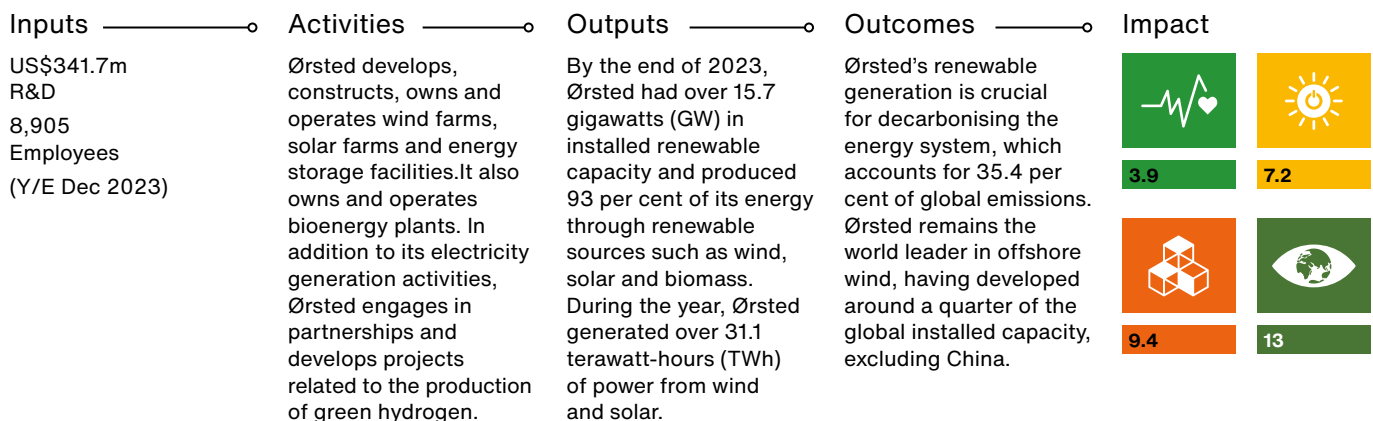 Inputs
US$341.7m
R&D
8,905
Employees
(Y/E Dec 2023)
Activities
Ørsted develops,
constructs, owns and
operates wind farms,
solar farms and energy
storage facilities.It also
owns and operates
bioenergy plants. In
addition to its electricity
generation activities,
Ørsted engages in
partnerships and
develops projects
related to the production
of green hydrogen.
Outputs
By the end of 2023,
Ørsted had over 15.7
gigawatts (GW) in
installed renewable
capacity and produced
93 per cent of its energy
through renewable
sources such as wind,
solar and biomass.
During the year, Ørsted
generated over 31.1
terawatt-hours (TWh)
of power from wind
and solar.
Outcomes
Ørsted’s renewable
generation is crucial
for decarbonising the
energy system, which
accounts for 35.4 per
cent of global emissions.
Ørsted remains the
world leader in offshore
wind, having developed
around a quarter of the
global installed capacity,
excluding China.
Impact
3.9
7.2
9.4
13